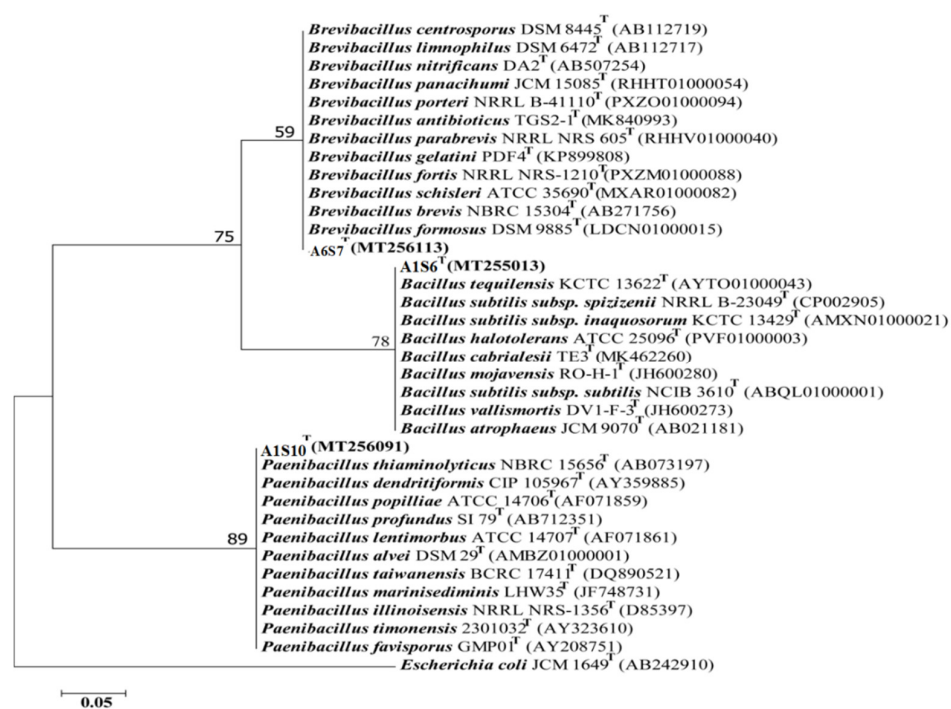 Brevibacillus centrosporus DSM 8445T (AB112719)
Brevibacillus limnophilus DSM 6472T (AB112717)
Brevibacillus nitrificans DA2T (AB507254)
Brevibacillus panacihumi JCM 15085T (RHHT01000054)
Brevibacillus porteri NRRL B-41110T (PXZO01000094)
Brevibacillus antibioticus TGS2-1T (MK840993)
59
Brevibacillus parabrevis NRRL NRS 605T (RHHV01000040)
Brevibacillus gelatini PDF4T (KP899808)
Brevibacillus fortis NRRL NRS-1210T (PXZM01000088)
Brevibacillus schisleri ATCC 35690T (MXAR01000082)
Brevibacillus brevis NBRC 15304T (AB271756)
Brevibacillus formosus DSM 9885T (LDCN01000015)
75
A6S7T (MT256113)
A1S6T (MT255013)
Bacillus tequilensis KCTC 13622T (AYTO01000043)
Bacillus subtilis subsp. spizizenii NRRL B-23049T (CP002905)
Bacillus subtilis subsp. inaquosorum KCTC 13429T (AMXN01000021)
78
Bacillus halotolerans ATCC 25096T (PVF01000003)
Bacillus cabrialesii TE3T (MK462260)
Bacillus mojavensis RO-H-1T (JH600280)
Bacillus subtilis subsp. subtilis NCIB 3610T (ABQL01000001)
Bacillus vallismortis DV1-F-3T (JH600273)
Bacillus atrophaeus JCM 9070T (AB021181)
A1S10T (MT256091)
Paenibacillus thiaminolyticus NBRC 15656T (AB073197)
Paenibacillus dendritiformis CIP 105967T (AY359885)
Paenibacillus popilliae ATCC 14706T (AF071859)
Paenibacillus profundus SI 79T (AB712351)
89
Paenibacillus lentimorbus ATCC 14707T (AF071861)
Paenibacillus alvei DSM 29T (AMBZ01000001)
Paenibacillus taiwanensis BCRC 17411T (DQ890521)
Paenibacillus marinisediminis LHW35T (JF748731)
Paenibacillus illinoisensis NRRL NRS-1356T (D85397)
Paenibacillus timonensis 2301032T (AY323610)
Paenibacillus favisporus GMP01T (AY208751)
Escherichia coli JCM 1649T (AB242910)
0.05